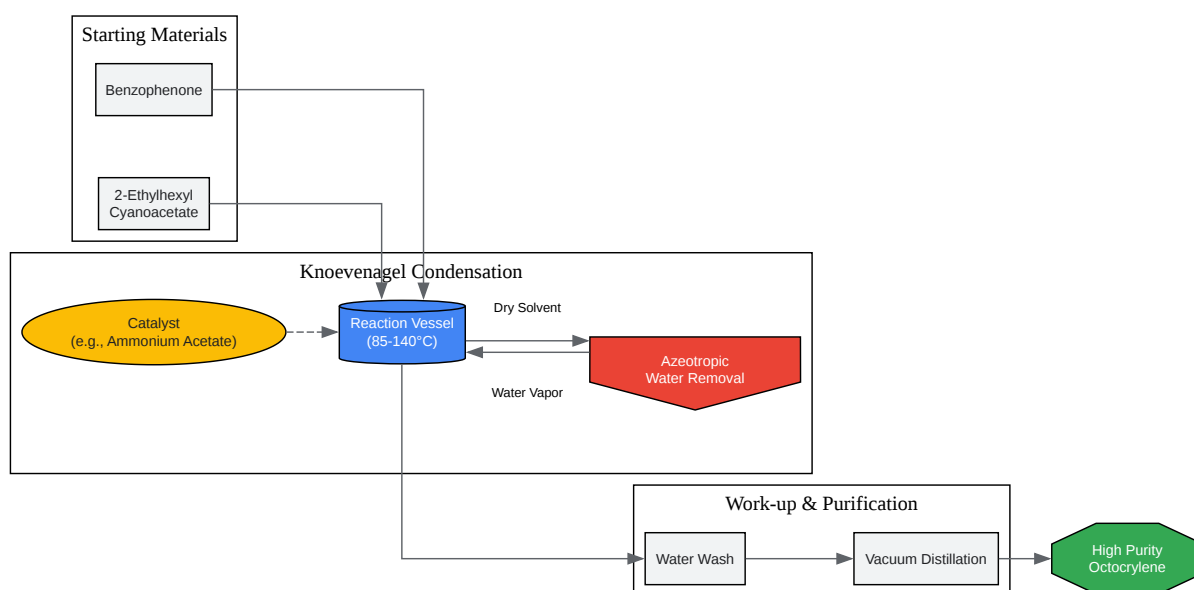 Starting Materials
Benzophenone
2-Ethylhexyl
Cyanoacetate
Knoevenagel Condensation
Catalyst
(e.g., Ammonium Acetate)
Reaction Vessel
(85-140°C)
Dry Solvent
Water Vapor
Azeotropic
Water Removal
Work-up & Purification
Water Wash
Vacuum Distillation
High Purity
Octocrylene